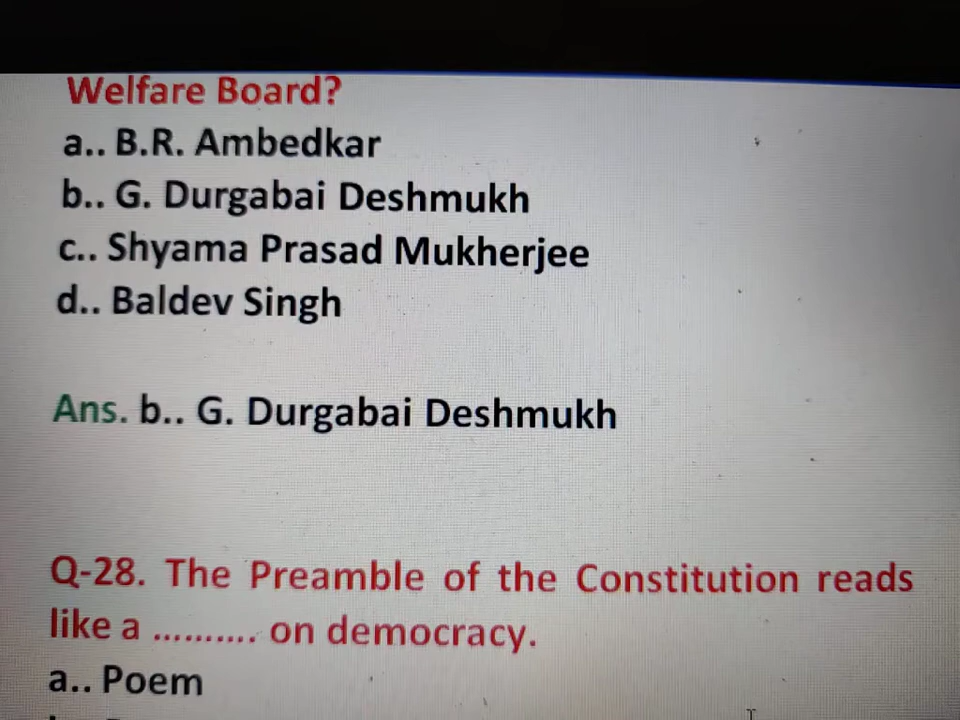 Welfare Board?
a.. B.R. Ambedkar
b.. G. Durgabai Deshmukh
c.. Shyama Prasad Mukherjee
d.. Baldev Singh
Ans. b.. G. Durgabai Deshmukh
Q-28. The Preamble of the Constitution reads
like a .......... on democracy.
a.. Poem